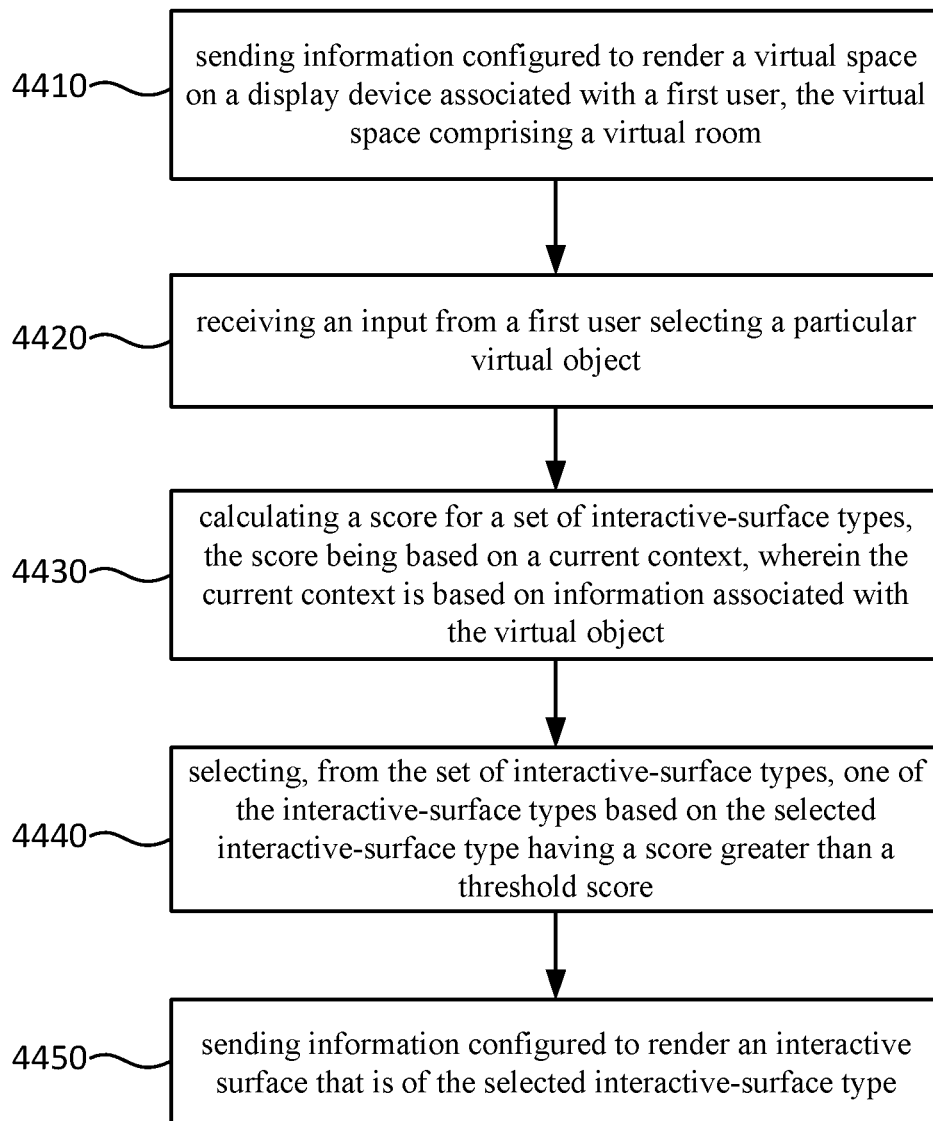 sending information configured to render a virtual space
4410
on a display device associated with a first user, the virtual
space comprising a virtual room
4420
receiving an input from a first user selecting a particular
virtual object
calculating a score for a set of interactive-surface types,
the score being based on a current context, wherein the
4430
current context is based on information associated with
the virtual object
selecting, from the set of interactive-surface types, one of
the interactive-surface types based on the selected
4440
interactive-surface type having a score greater than a
threshold score
4450
sending information configured to render an interactive
surface that is of the selected interactive-surface type